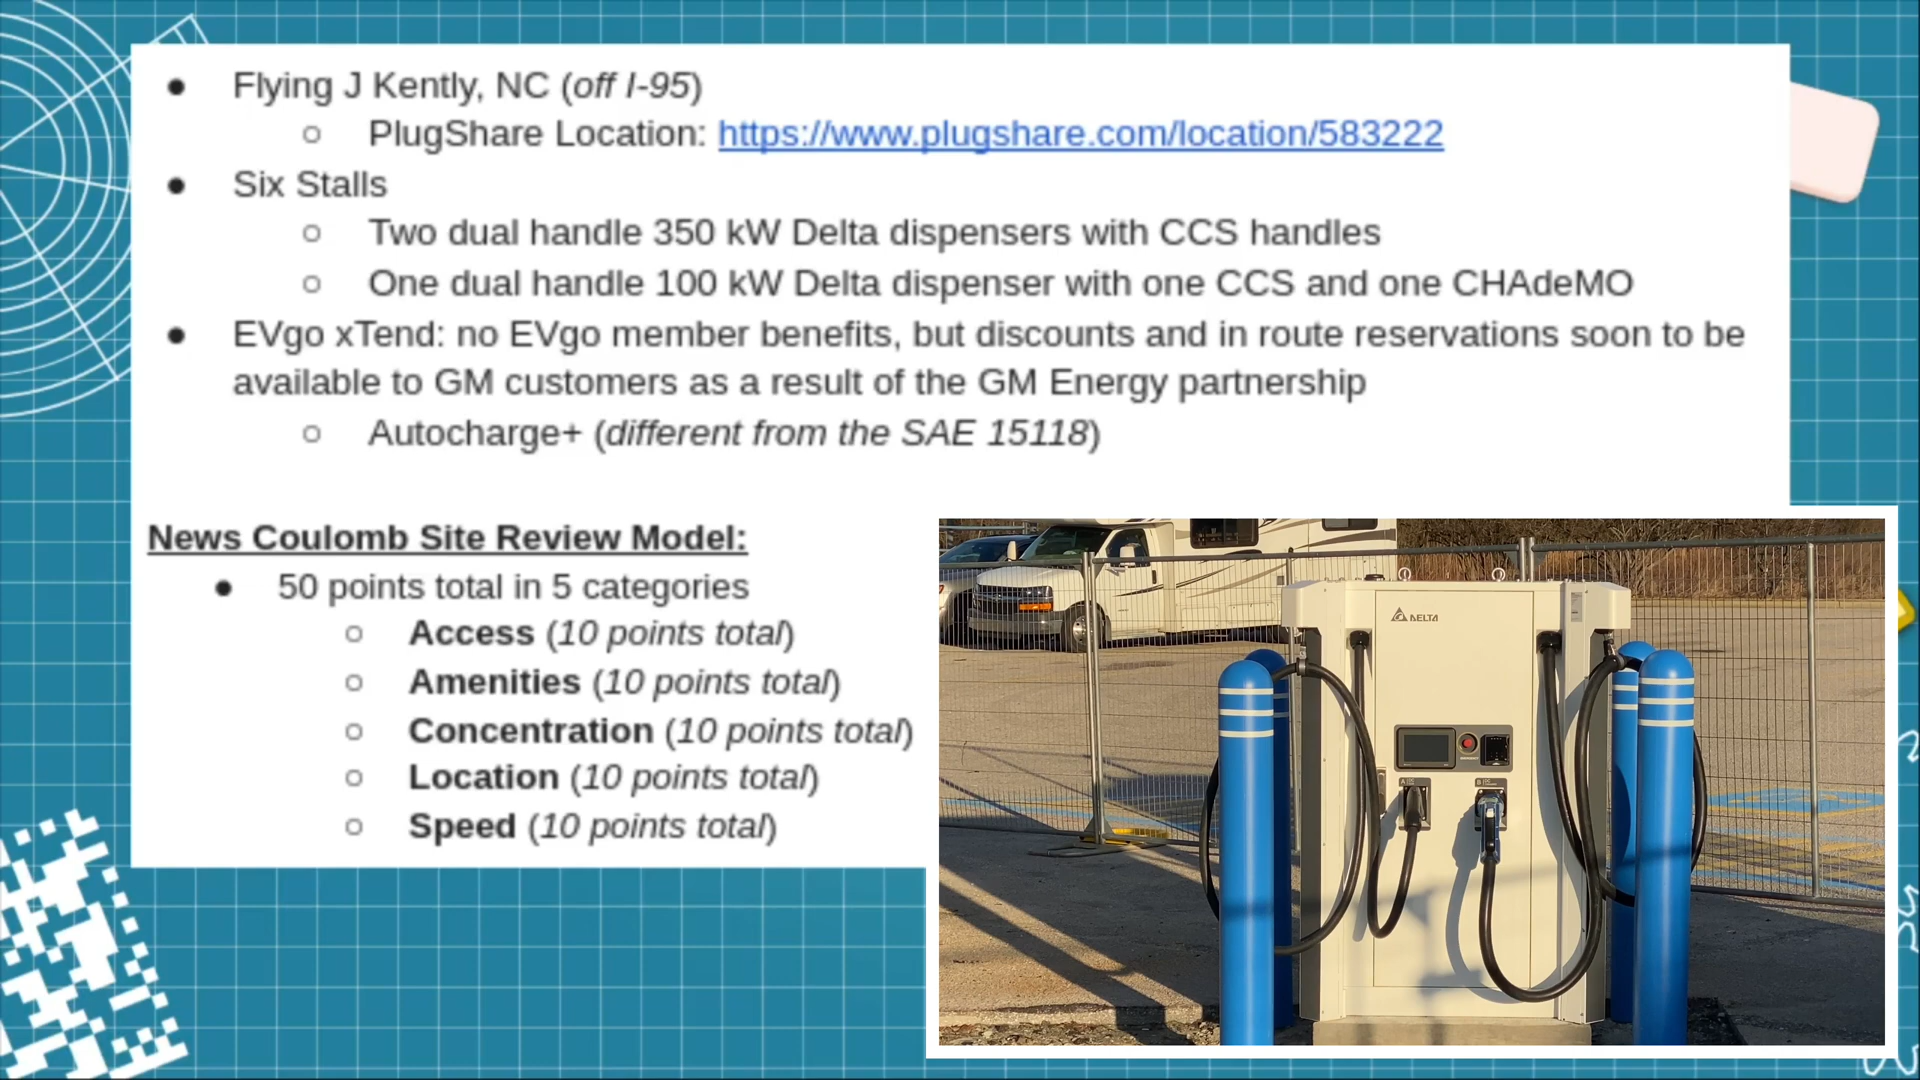 Flying J Kently, NC (off I-95)
PlugShare Location: https://www.plugshare.com/location/583222
Six Stalls
Two dual handle 350 kW Delta dispensers with CCS handles
One dual handle 100 kW Delta dispenser with one CCS and one CHAdeMO
EVgo xTend: no EVgo member benefits, but discounts and in route reservations soon to be
available to GM customers as a result of the GM Energy partnership
Autocharge+ (different from the SAE 15118)
News Coulomb Site Review Model:
50 points total in 5 categories
Access (10 points total)
Amenities (10 points total)
Concentration (10 points total)
Location (10 points total)
Speed (10 points total)
DELTA